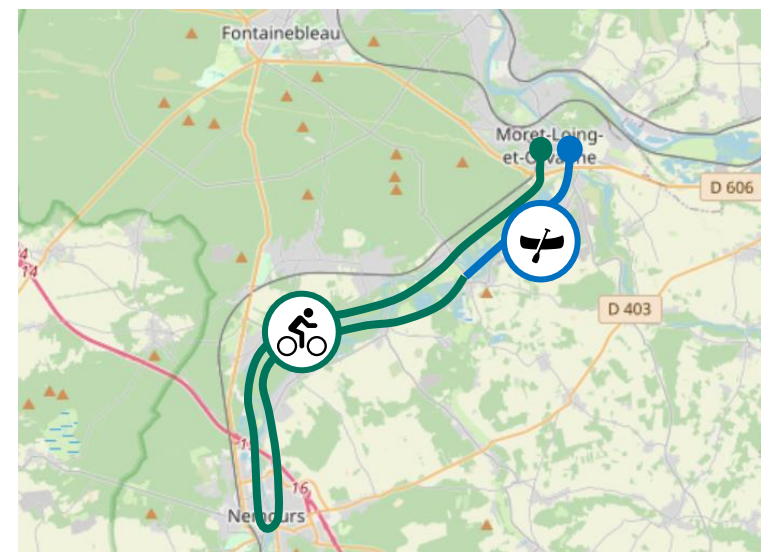 Fontainebleau
Moret-Loing-
et-Orvanne
D 606
D 403
14
16
Nemours